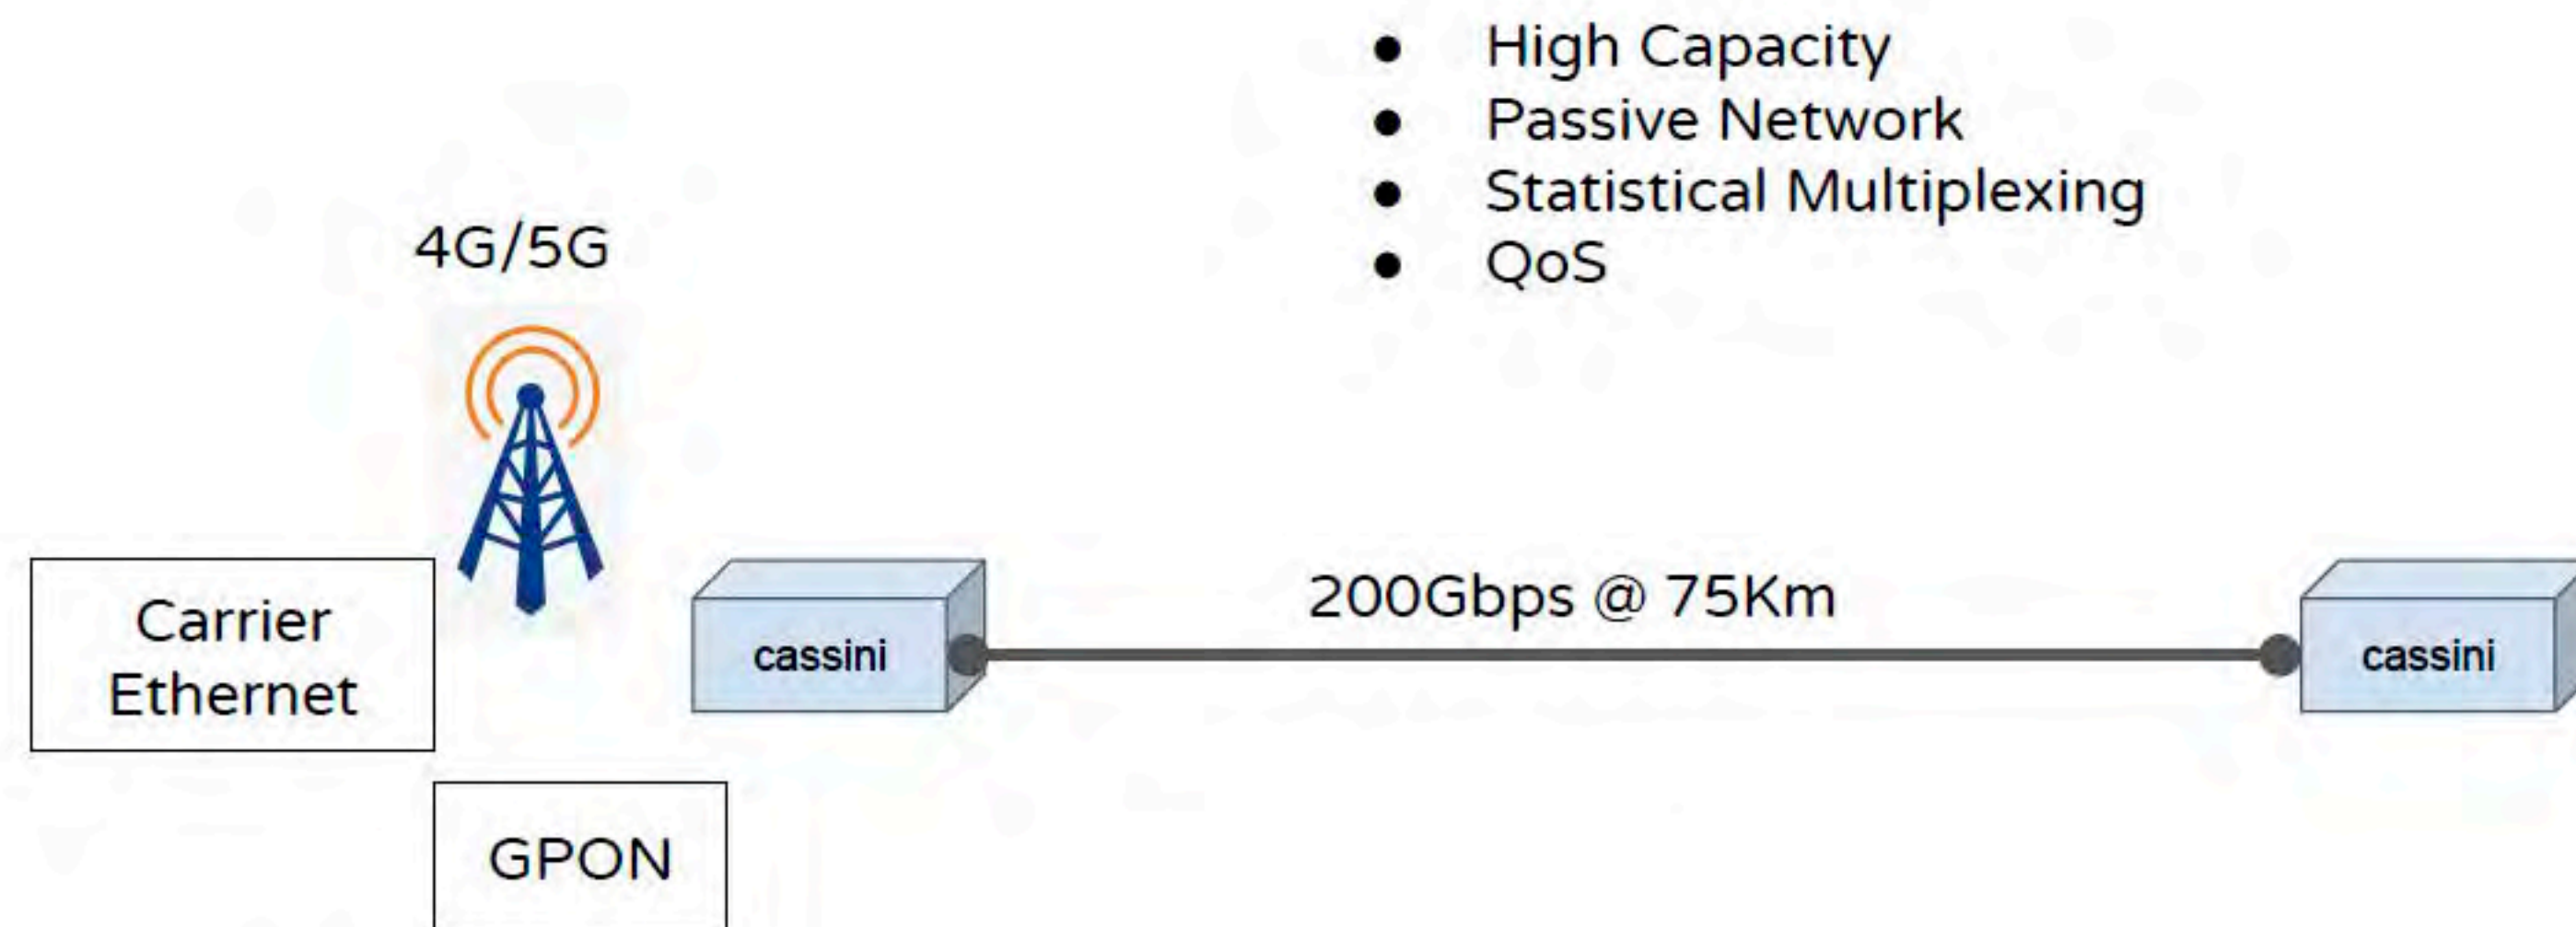 ● High Capacity
● Passive Network
● Statistical Multiplexing
● QoS
4G/5G
Carrier
Ethernet
cassini
200Gbps @ 75Km
cassini
GPON